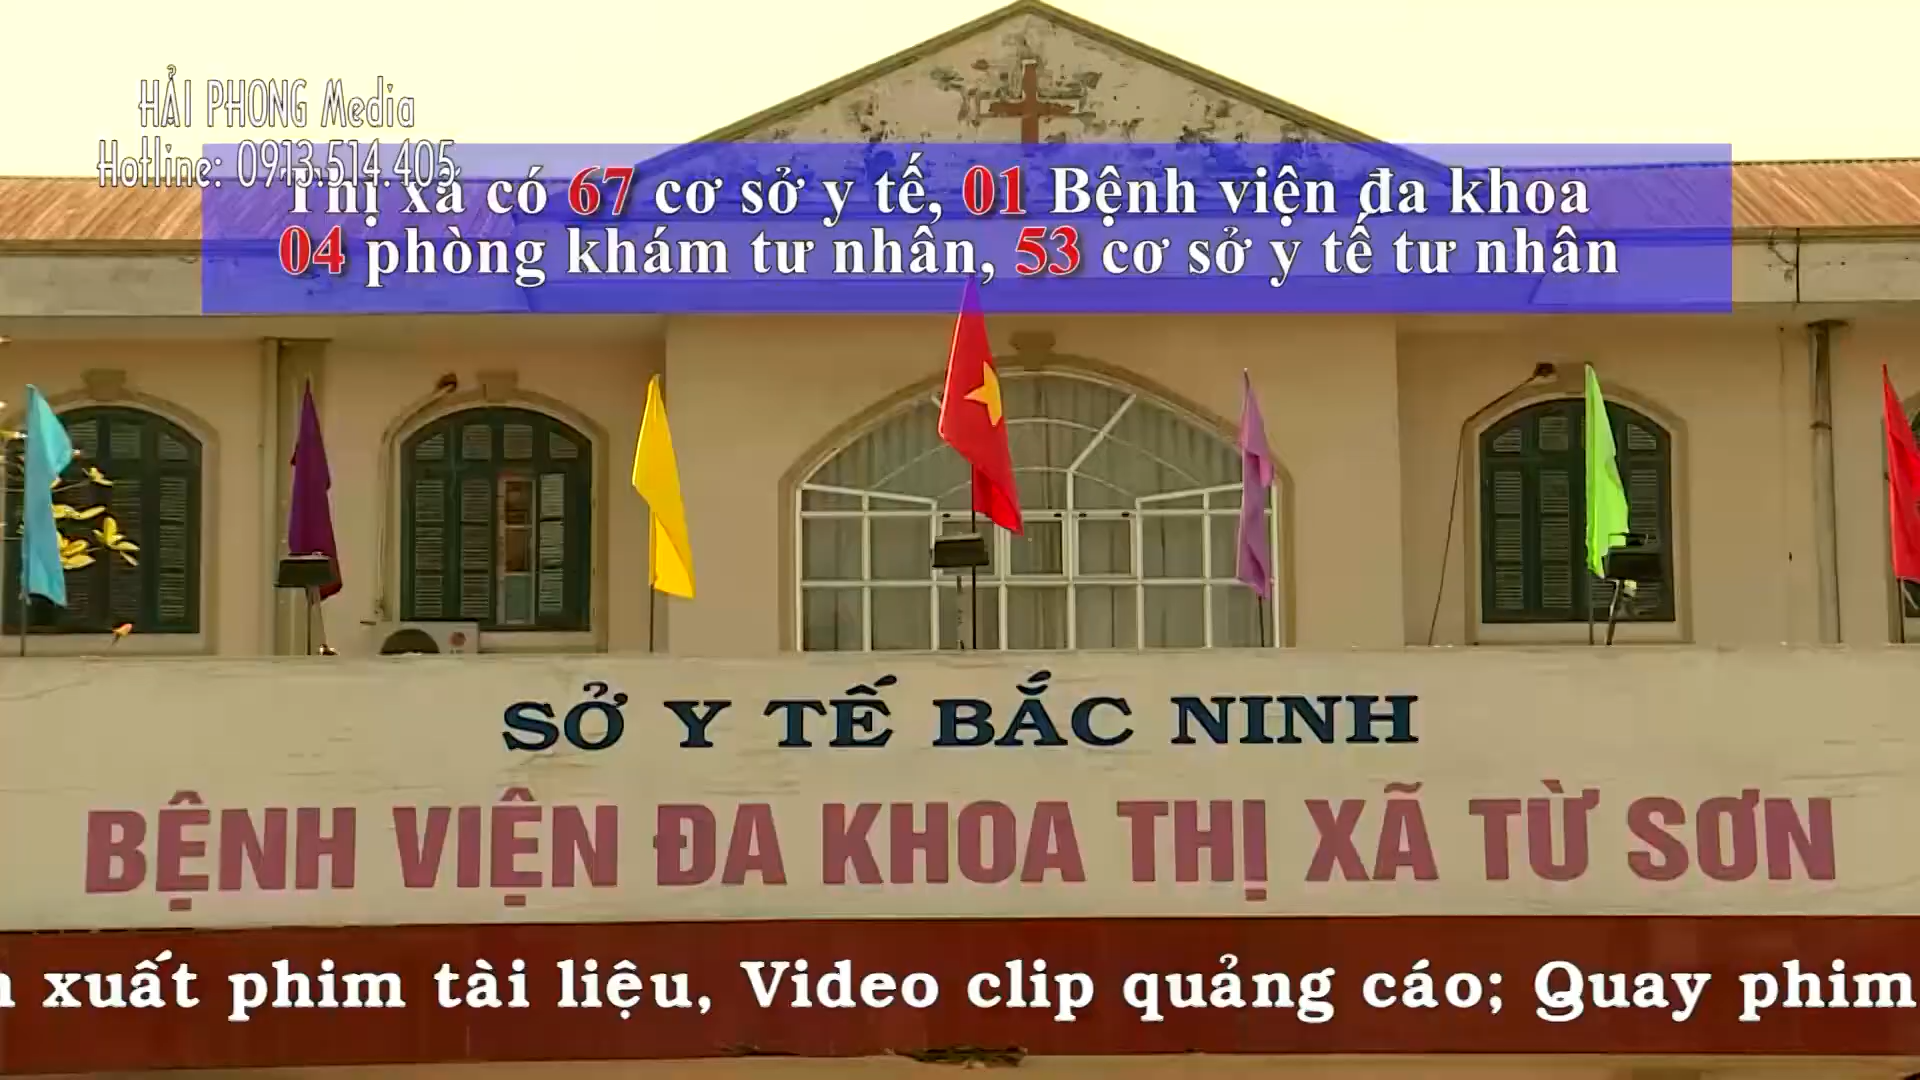 HẢI PHONG Media
Hotline: 0913.514.405
Thị xã có 67 cơ sở y tế, 01 Bệnh viện đa khoa
04 phòng khám tư nhân, 53 cơ sở y tế tư nhân
SỞ Y TẾ BẮC NINH
BỆNH VIỆN ĐA KHOA THỊ XÃ TỪ SƠN
xuất phim tài liệu, Video clip quảng cáo; Quay phim